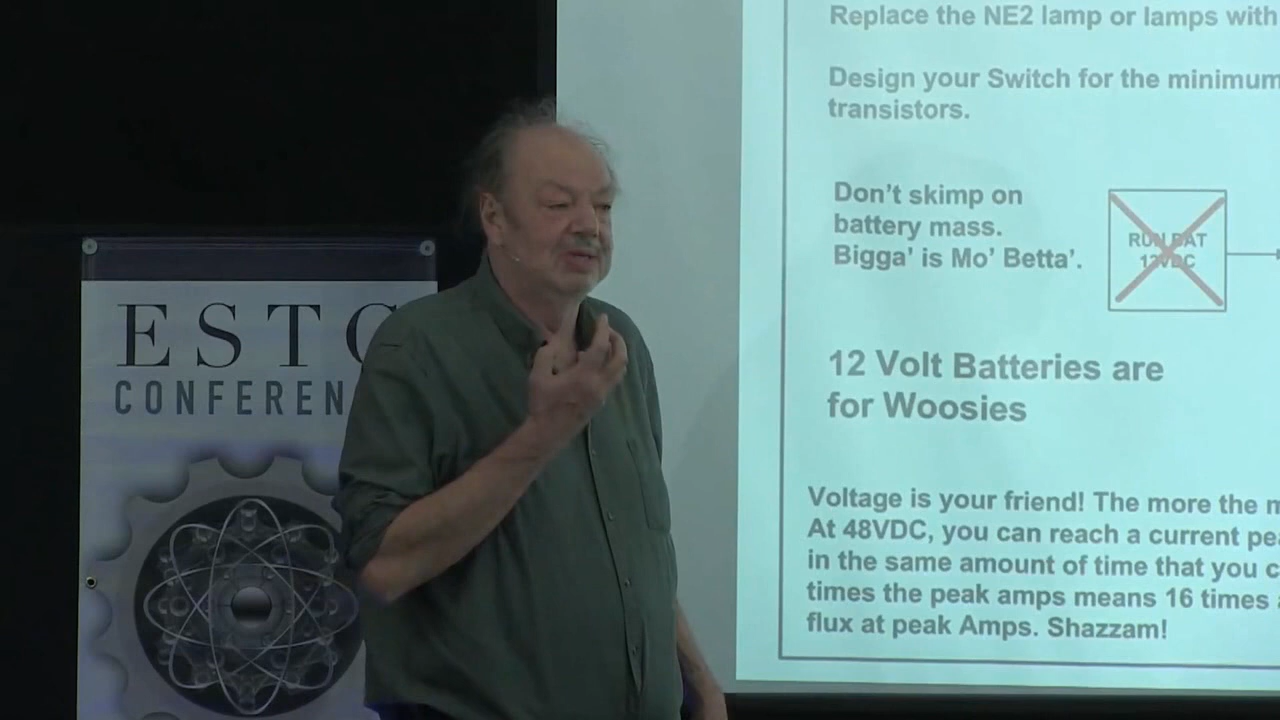 Replace the NE2 lamp or lamps with
Design your Switch for the minimum
transistors.
Don't skimp on
battery mass.
Bigga' is Mo' Betta'.
RUN BAT
12VDC
12 Volt Batteries are
for Woosies
Voltage is your friend! The more the
At 48VDC, you can reach a current
in the same amount of time that you
times the peak amps means 16 times
flux at peak Amps. Shazzam!
ESTC
CONFEREN